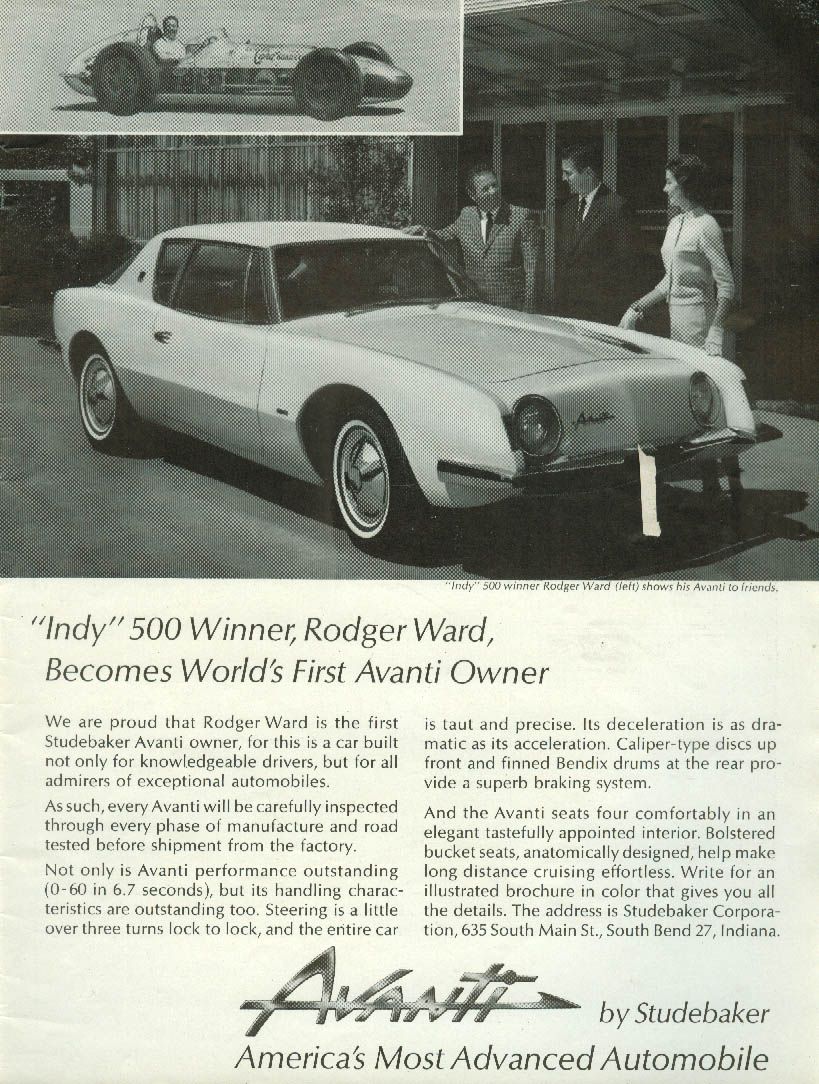 Avanti
"Indy" 500 winner Rodger Ward (left) shows his Avanti to friends.
"Indy" 500 Winner, Rodger Ward,
Becomes World's First Avanti Owner
We are proud that Rodger Ward is the first
Studebaker Avanti owner, for this is a car built
not only for knowledgeable drivers, but for all
admirers of exceptional automobiles.
As such, every Avanti will be carefully inspected
through every phase of manufacture and road
tested before shipment from the factory.
Not only is Avanti performance outstanding
(0-60 in 6.7 seconds), but its handling charac-
teristics are outstanding too. Steering is a little
over three turns lock to lock, and the entire car
is taut and precise. Its deceleration is as dra-
matic as its acceleration. Caliper-type discs up
front and finned Bendix drums at the rear pro-
vide a superb braking system.
And the Avanti seats four comfortably in an
elegant tastefully appointed interior. Bolstered
bucket seats, anatomically designed, help make
long distance cruising effortless. Write for an
illustrated brochure in color that gives you all
the details. The address is Studebaker Corpora-
tion, 635 South Main St., South Bend 27, Indiana.
AVANTI by Studebaker
America's Most Advanced Automobile